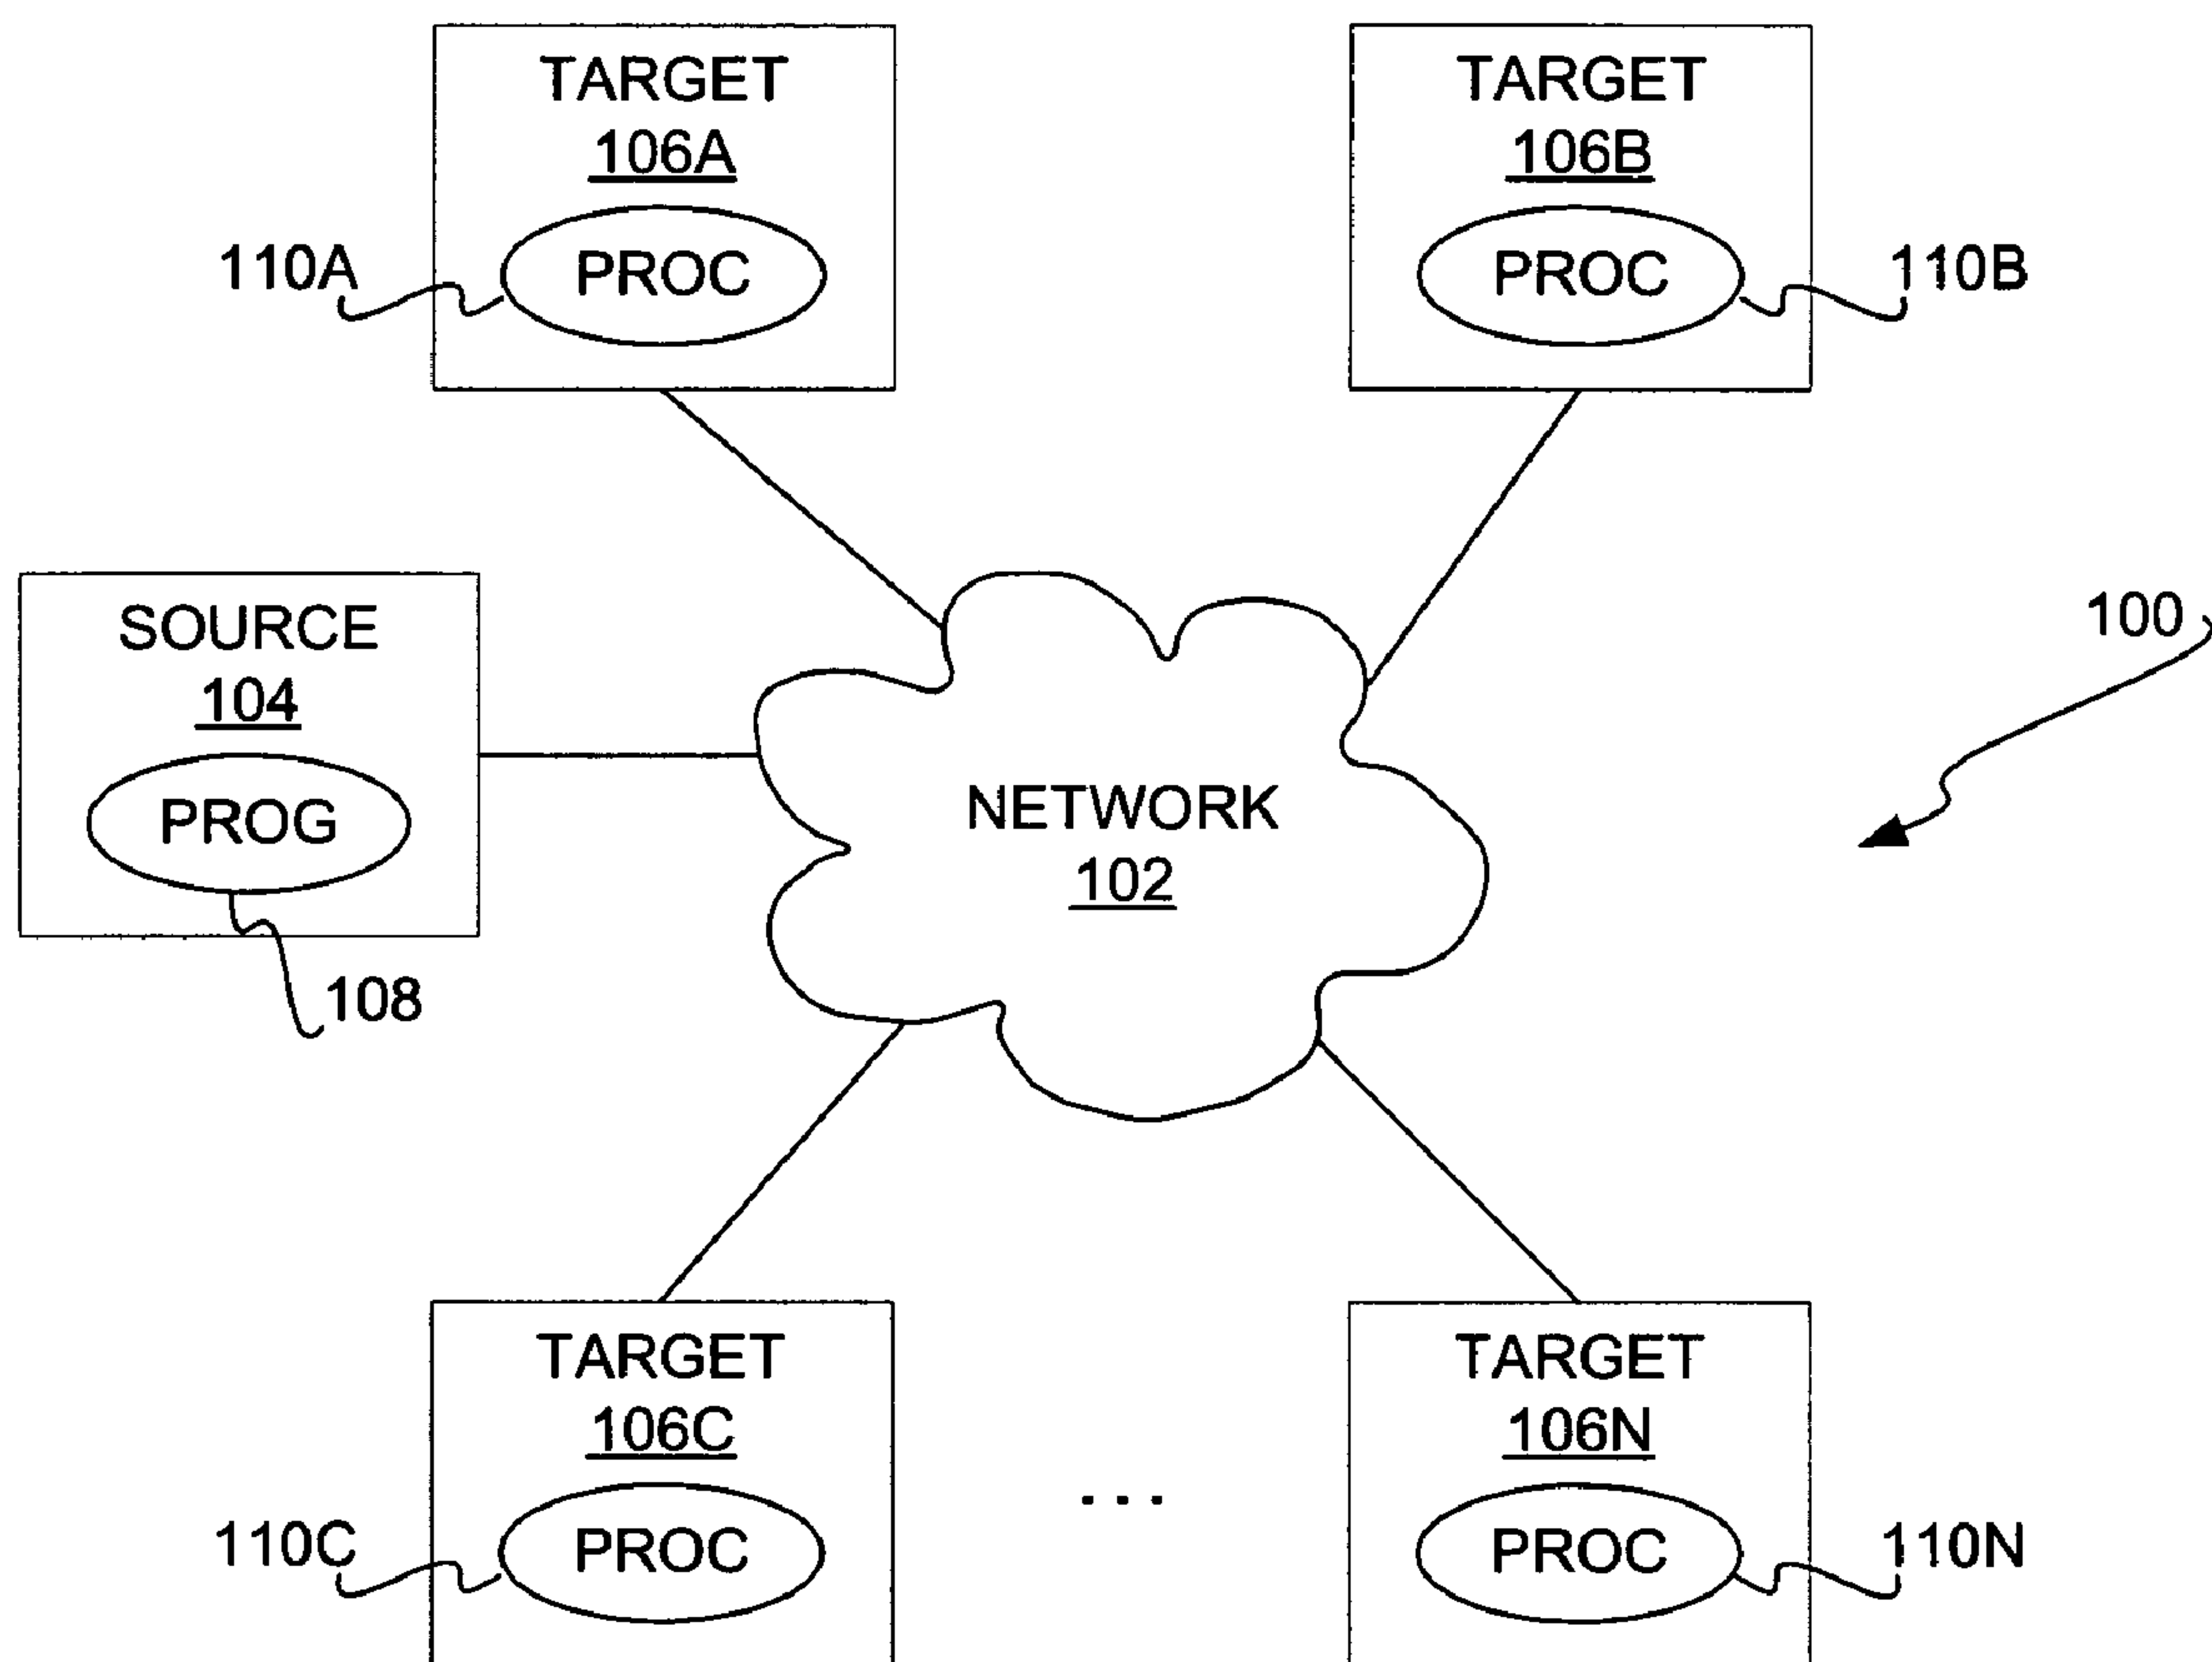 TARGET
106A
PROC
110A
TARGET
106B
PROC
110B
SOURCE
104
PROG
108
NETWORK
102
100
TARGET
106C
PROC
110C
...
TARGET
106N
PROC
110N